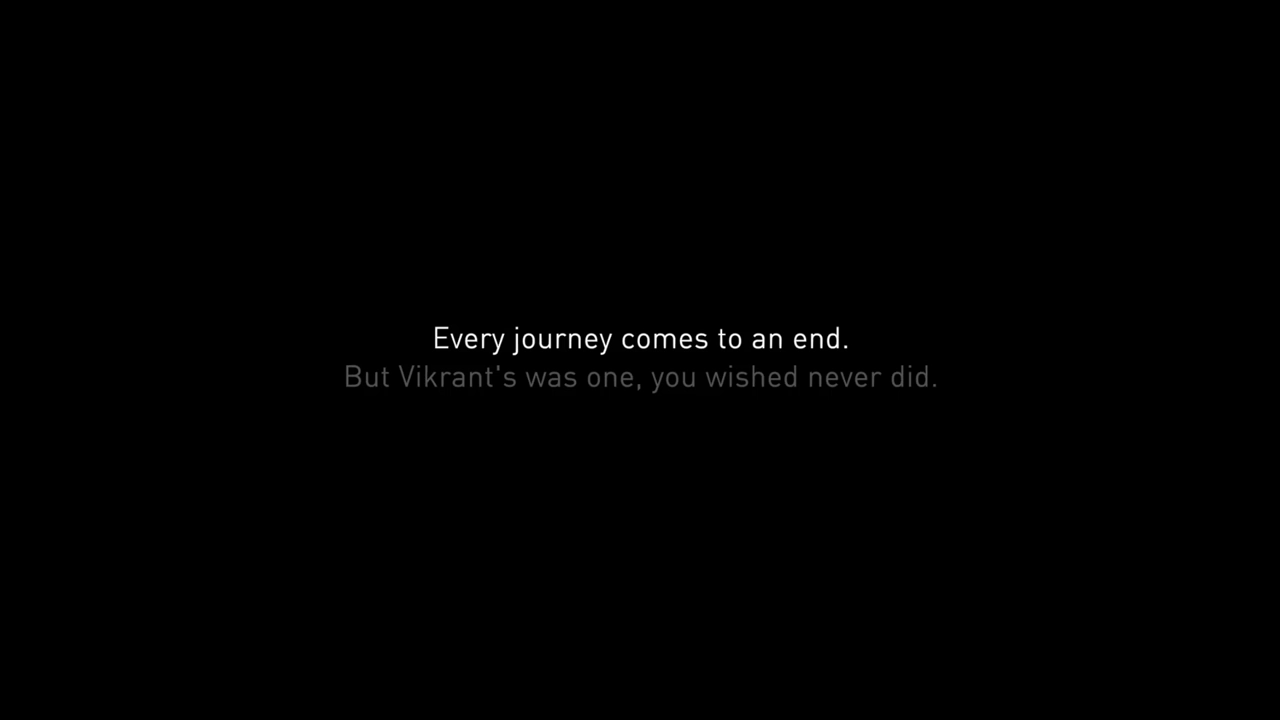 Every journey comes to an end.
But Vikrant's was one, you wished never did.